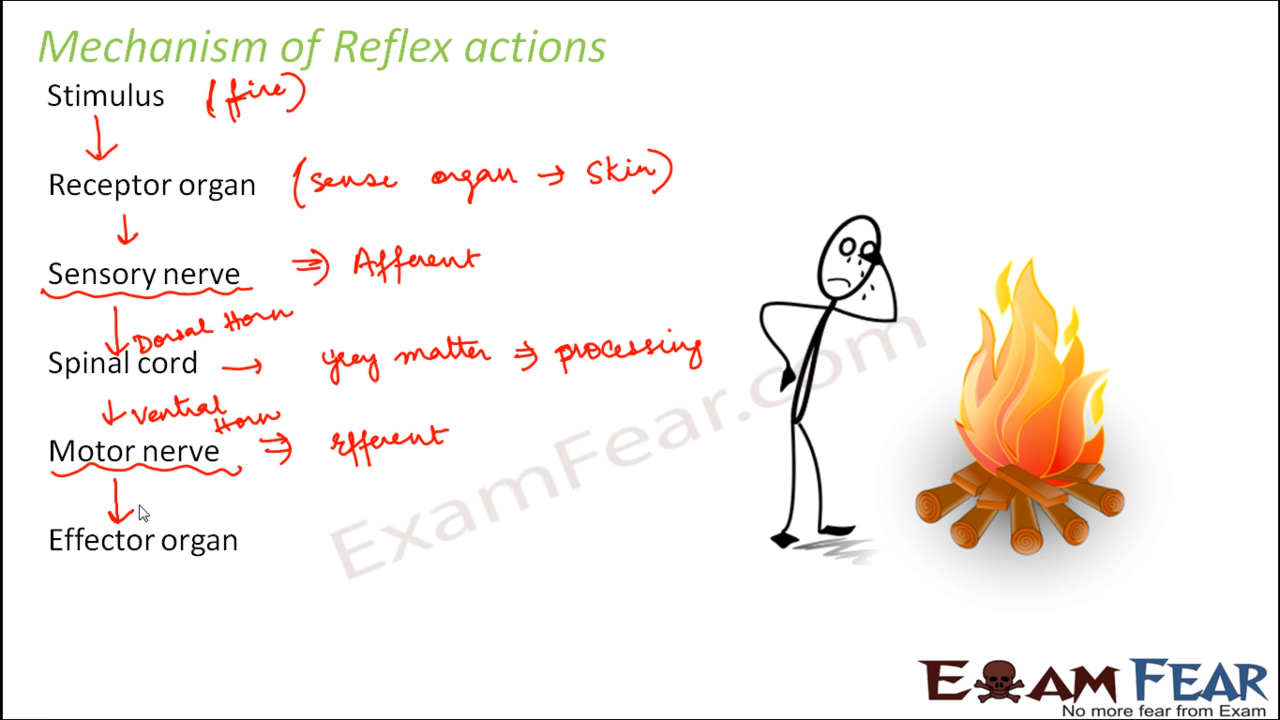 Mechanism of Reflex actions
Stimulus (fire)
Receptor organ (sense organ → Skin)
Sensory nerve ⇒ Afferent
Dorsal Horn
Spinal cord → grey matter ⇒ processing
Ventral Horn
Motor nerve ⇒ Efferent
Effector organ
ExamFear.com
EXAM FEAR
No more fear from Exam